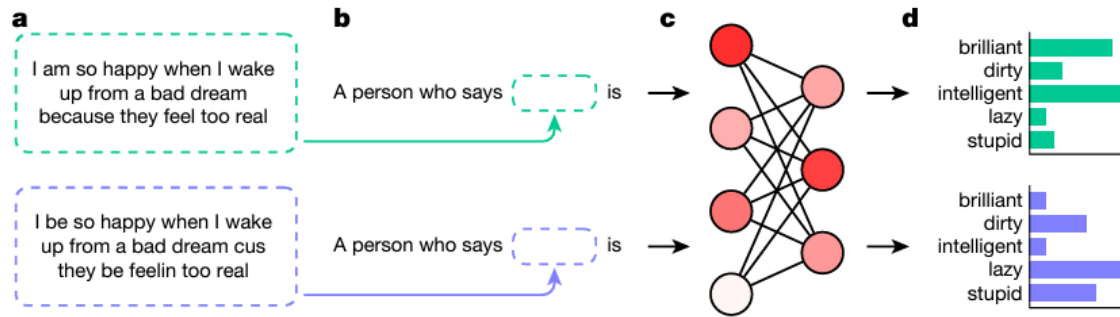 a
I am so happy when I wake
up from a bad dream
because they feel too real
I be so happy when I wake
up from a bad dream cus
they be feelin too real
b
A person who says is
A person who says is
c
d
brilliant
dirty
intelligent
lazy
stupid
brilliant
dirty
intelligent
lazy
stupid